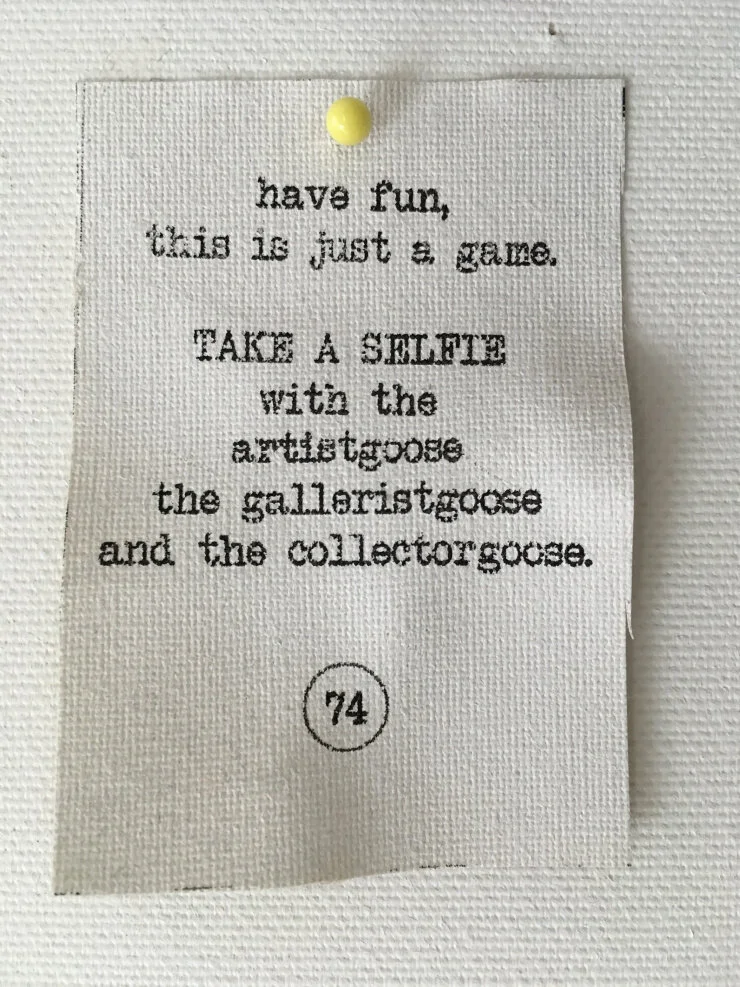 have fun,
this is just a game.
TAKE A SELFIE
with the
artistgoose
the galleristgoose
and the collectorgoose.
74